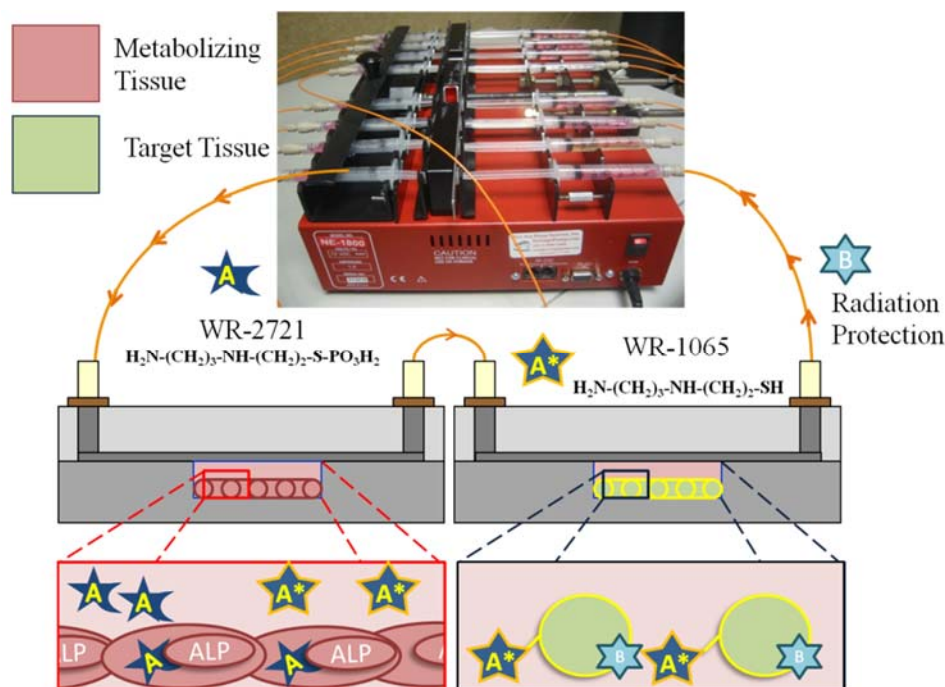 Metabolizing
Tissue
Target Tissue
NE-1800
CAUTION
A
B
WR-2721
H₂N-(CH₂)₃-NH-(CH₂)₂-S-PO₃H₂
Radiation
Protection
A*
WR-1065
H₂N-(CH₂)₃-NH-(CH₂)₂-SH
A
A
A*
A*
LP
A
ALP
A
ALP
A
A*
B
A*
B